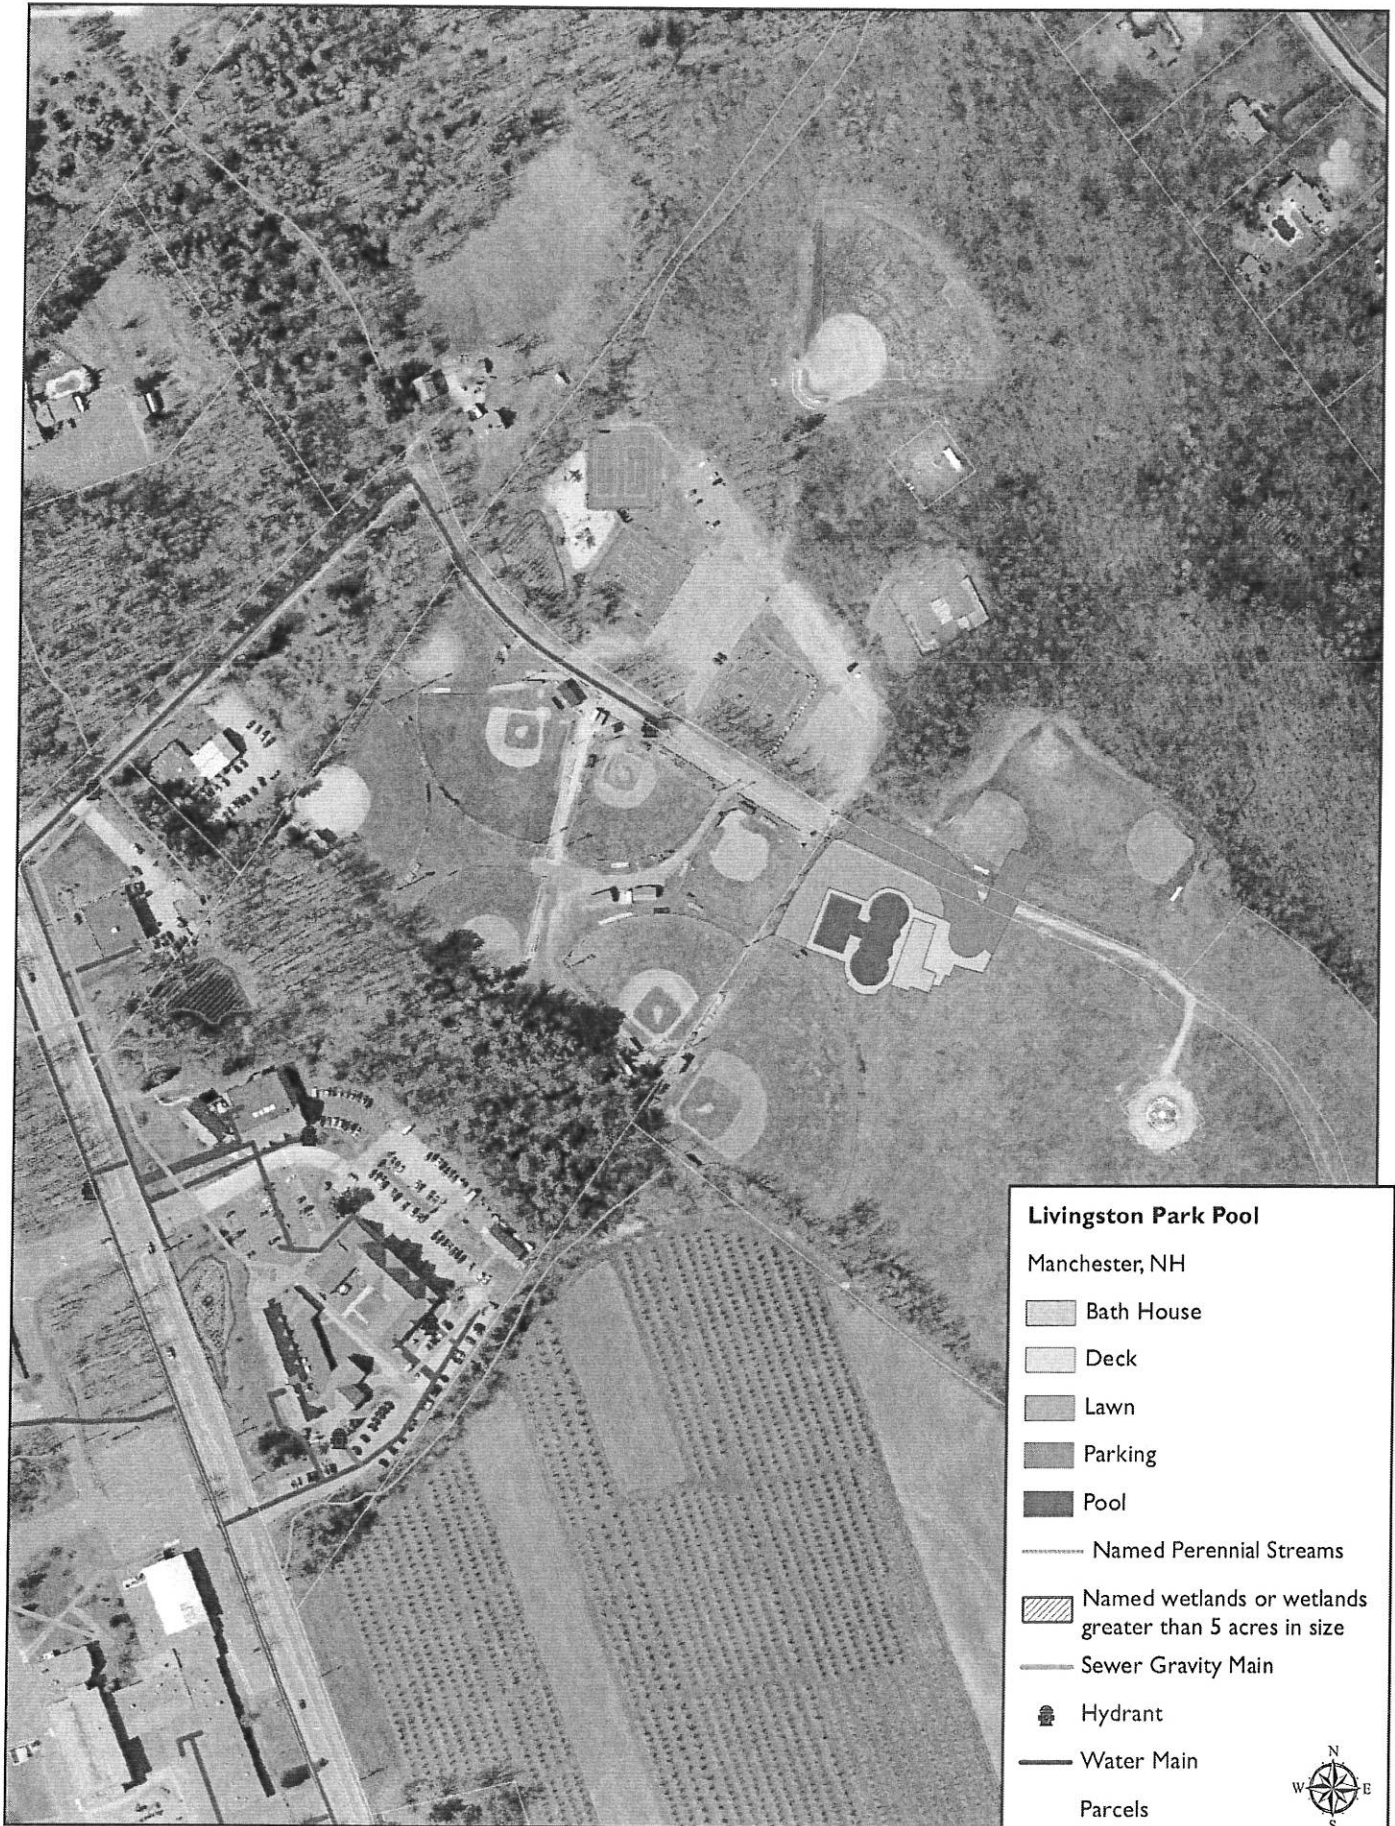 Livingston Park Pool
Manchester, NH
Bath House
Deck
Lawn
Parking
Pool
Named Perennial Streams
Named wetlands or wetlands
greater than 5 acres in size
Sewer Gravity Main
Hydrant
Water Main
Parcels
N
W E
S